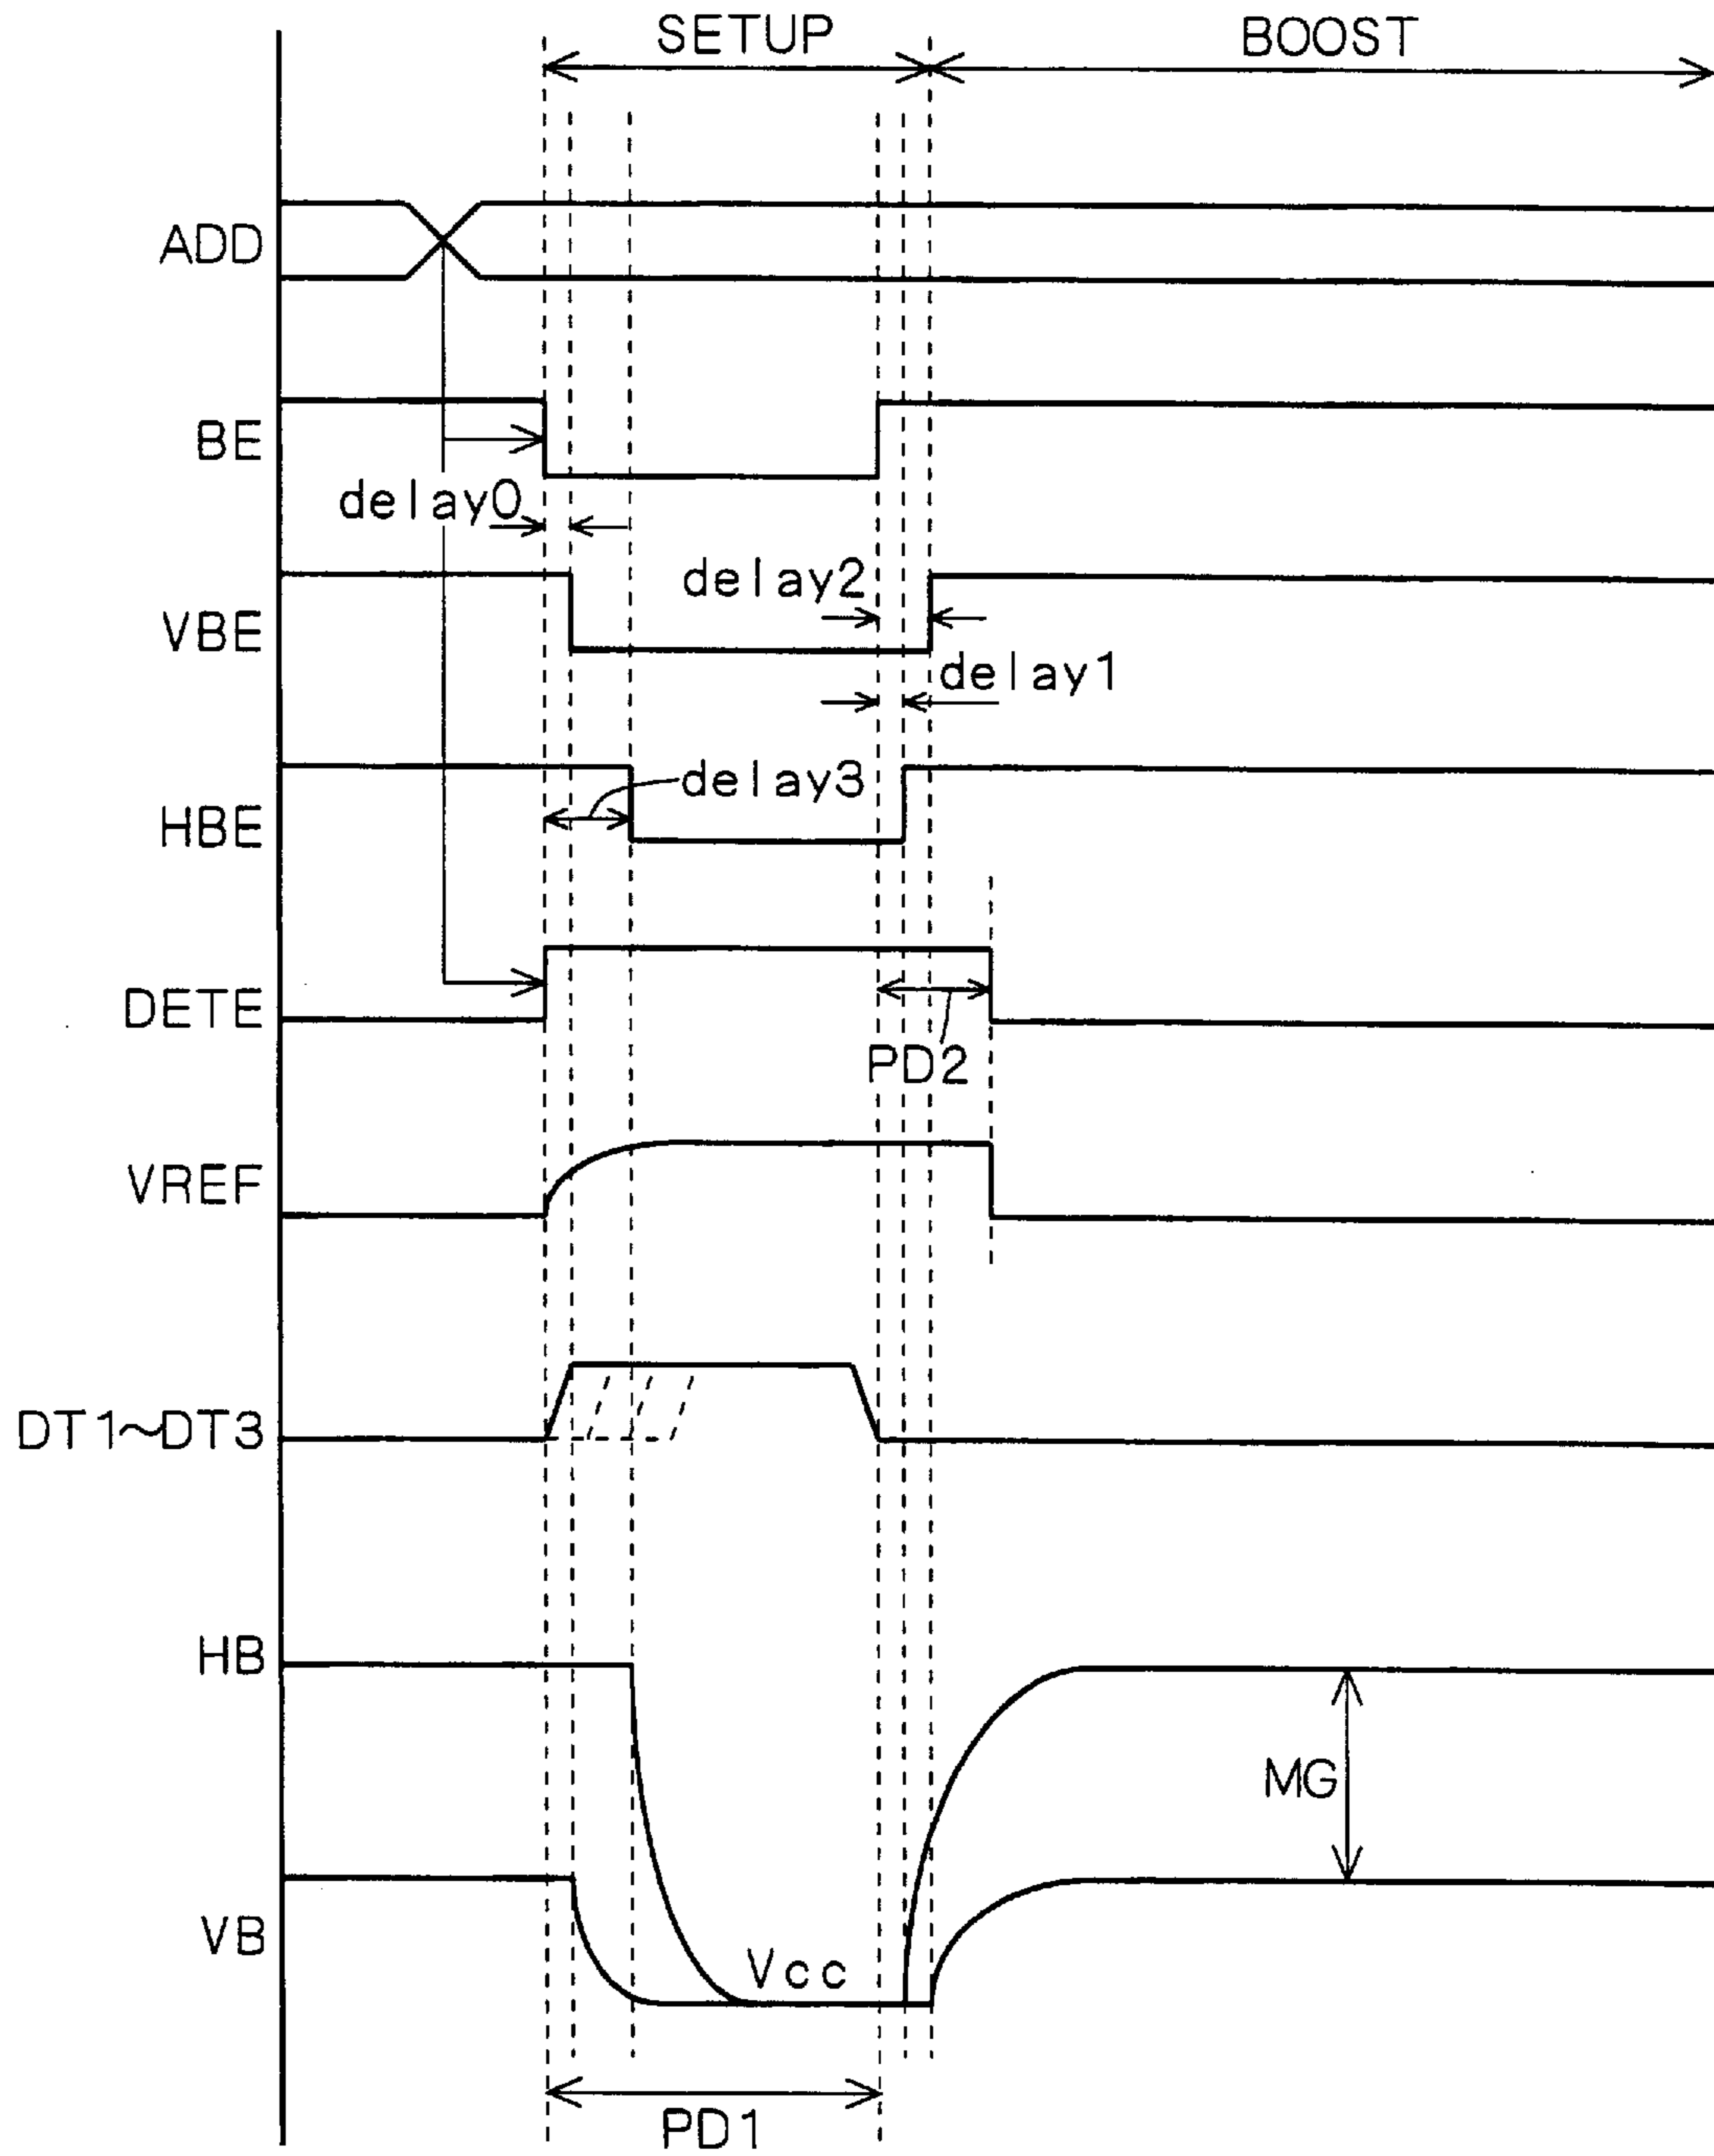 SETUP
BOOST
ADD
BE
delay0
delay2
VBE
delay1
delay3
HBE
DETE
PD2
VREF
DT1~DT3
HB
MG
VB
Vcc
PD1